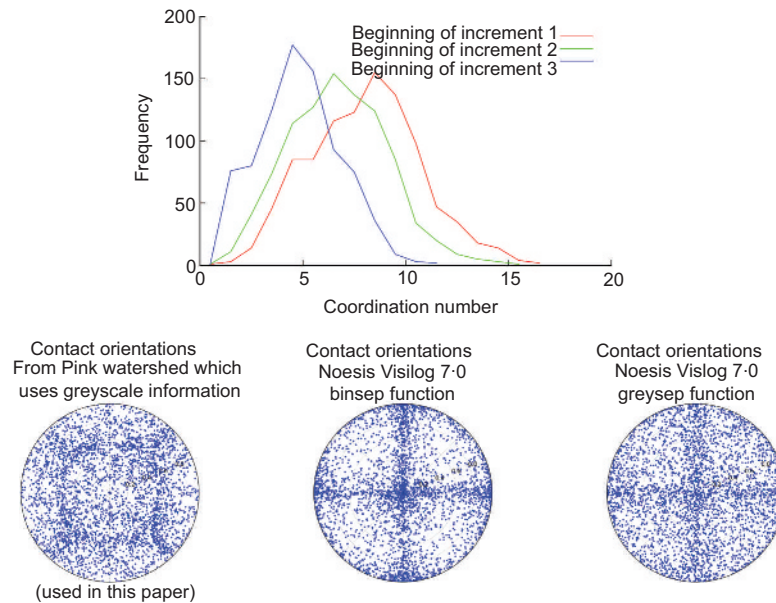 200
150
100
50
0
Frequency
0
5
10
15
20
Coordination number
Beginning of increment 1
Beginning of increment 2
Beginning of increment 3
Contact orientations
From Pink watershed which
uses greyscale information
(used in this paper)
Contact orientations
Noesis Visilog 7·0
binsep function
Contact orientations
Noesis Vislog 7·0
greysep function